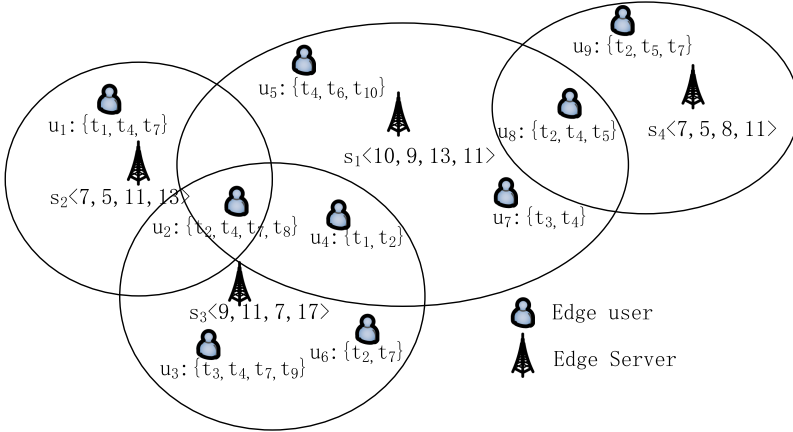 u₉:{t₂,t₅,t₇}
u₅:{t₄,t₆,t₁₀}
u₁:{t₁,t₄,t₇}
u₈:{t₂,t₄,t₅}
s₄<7,5,8,11>
s₁<10,9,13,11>
s₂<7,5,11,13>
u₂:{t₂,t₄,t₇,t₈}
u₄:{t₁,t₂}
u₇:{t₃,t₄}
s₃<9,11,7,17>
Edge user
u₃:{t₃,t₄,t₇,t₉}
u₆:{t₂,t₇}
Edge Server